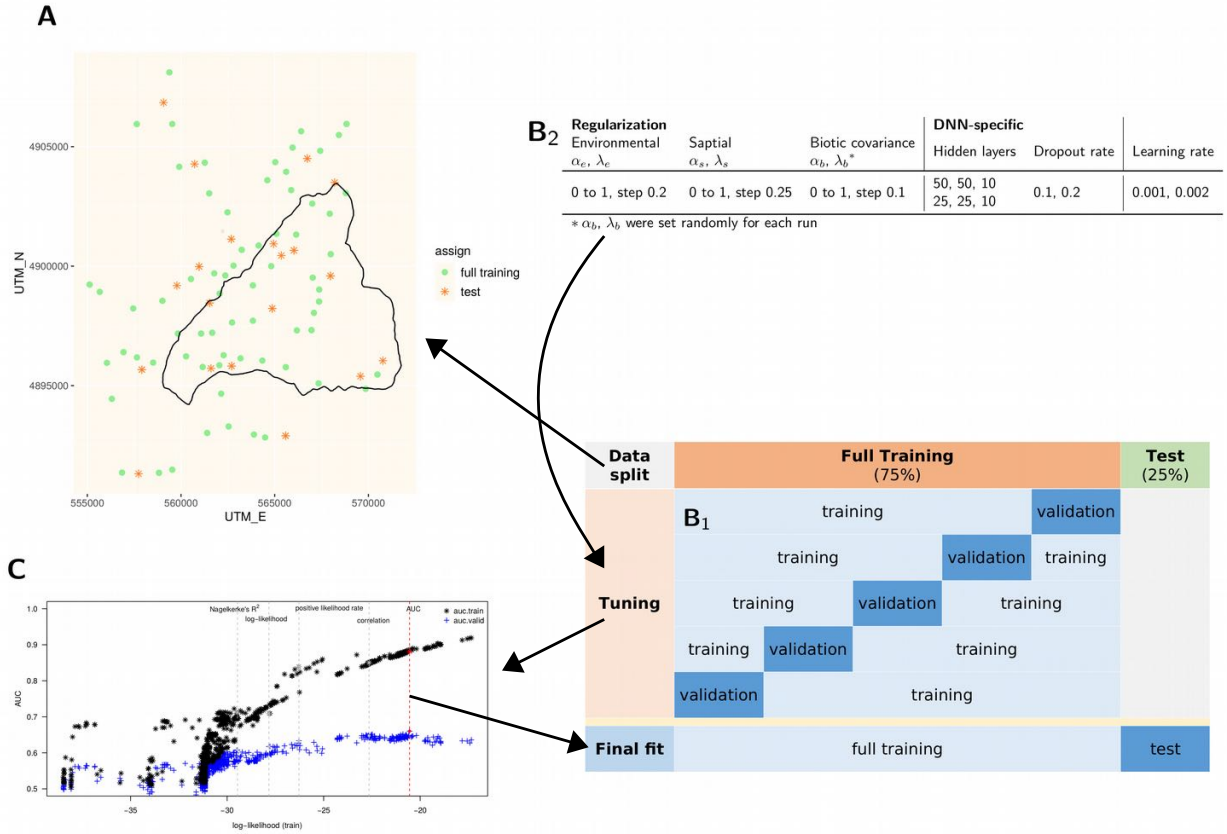 A
UTM_N
4905000
4900000
4895000
555000 560000 565000 570000
UTM_E
assign
full training
test
B2
Regularization DNN-specific
Environmental Saptial Biotic covariance Hidden layers Dropout rate Learning rate
αe, λe αs, λs αb, λb*
0 to 1, step 0.2 0 to 1, step 0.25 0 to 1, step 0.1 50, 50, 10 0.1, 0.2 0.001, 0.002
25, 25, 10
* αb, λb were set randomly for each run
Data split Full Training (75%) Test (25%)
B1
training validation
training validation training
Tuning training validation training
training validation training
validation training
Final fit full training test
C
Nagelkerke's R2 positive likelihood rate AUC
log−likelihood correlation
auc.train
auc.valid
AUC
1.0
0.9
0.8
0.7
0.6
0.5
−35 −30 −25 −20
log−likelihood (train)